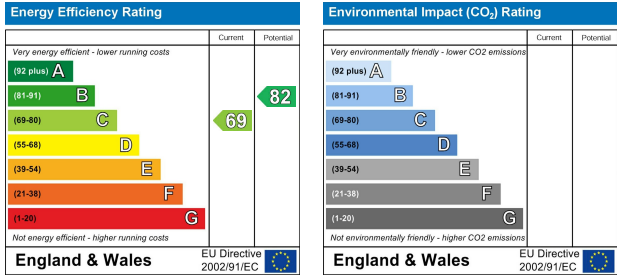 Energy Efficiency Rating
Current Potential
Very energy efficient - lower running costs
(92 plus) A
(81-91) B
(69-80) C
(55-68) D
(39-54) E
(21-38) F
(1-20) G
69
82
Not energy efficient - higher running costs
England & Wales
EU Directive
2002/91/EC
Environmental Impact (CO2) Rating
Current Potential
Very environmentally friendly - lower CO2 emissions
(92 plus) A
(81-91) B
(69-80) C
(55-68) D
(39-54) E
(21-38) F
(1-20) G
Not environmentally friendly - higher CO2 emissions
England & Wales
EU Directive
2002/91/EC